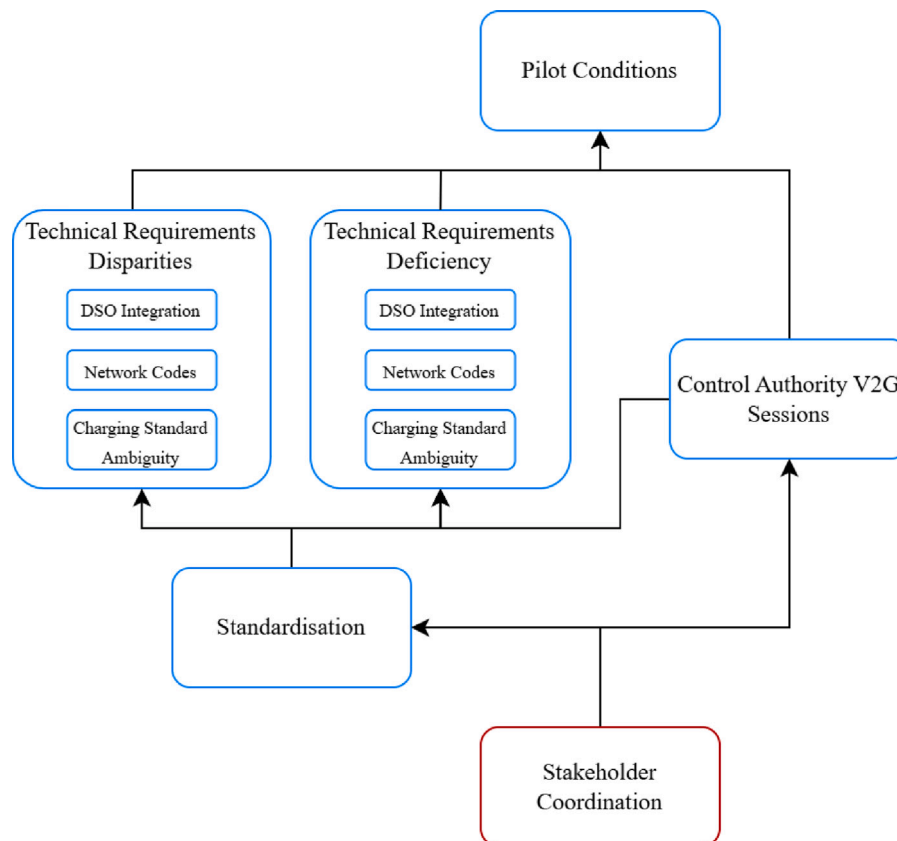 Pilot Conditions
Technical Requirements
Disparities
DSO Integration
Network Codes
Charging Standard
Ambiguity
Technical Requirements
Deficiency
DSO Integration
Network Codes
Charging Standard
Ambiguity
Control Authority V2G
Sessions
Standardisation
Stakeholder
Coordination